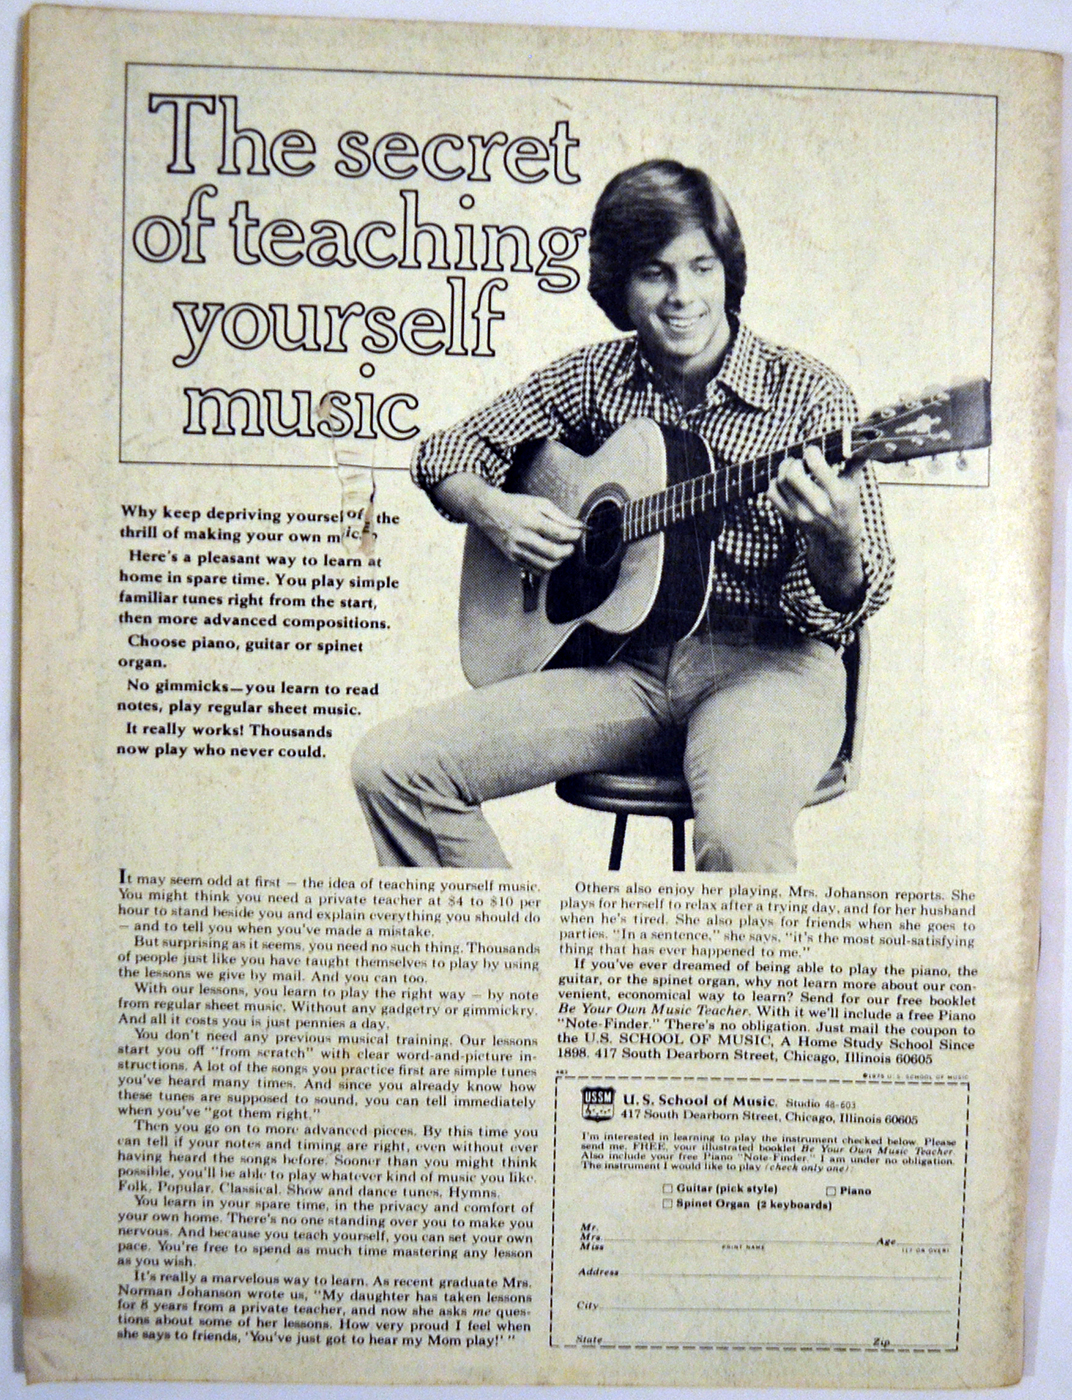 The secret
of teaching
yourself
music
Why keep depriving yourself of the
thrill of making your own music?
Here's a pleasant way to learn at
home in spare time. You play simple
familiar tunes right from the start,
then more advanced compositions.
Choose piano, guitar or spinet
organ.
No gimmicks—you learn to read
notes, play regular sheet music.
It really works! Thousands
now play who never could.
It may seem odd at first — the idea of teaching yourself music.
You might think you need a private teacher at $4 to $10 per
hour to stand beside you and explain everything you should do
— and to tell you when you've made a mistake.
But surprising as it seems, you need no such thing. Thousands
of people just like you have taught themselves to play by using
the lessons we give by mail. And you can too.
With our lessons, you learn to play the right way — by note
from regular sheet music. Without any gadgetry or gimmickry.
And all it costs you is just pennies a day.
You don't need any previous musical training. Our lessons
start you off "from scratch" with clear word-and-picture in-
structions. A lot of the songs you practice first are simple tunes
you've heard many times. And since you already know how
these tunes are supposed to sound, you can tell immediately
when you've "got them right."
Then you go on to more advanced pieces. By this time you
can tell if your notes and timing are right, even without ever
having heard the songs before. Sooner than you might think
possible, you'll be able to play whatever kind of music you like.
Folk, Popular, Classical, Show and dance tunes, Hymns.
You learn in your spare time, in the privacy and comfort of
your own home. There's no one standing over you to make you
nervous. And because you teach yourself, you can set your own
pace. You're free to spend as much time mastering any lesson
as you wish.
It's really a marvelous way to learn. As recent graduate Mrs.
Norman Johanson wrote us, "My daughter has taken lessons
for 8 years from a private teacher, and now she asks me ques-
tions about some of her lessons. How very proud I feel when
she says to friends, 'You've just got to hear my Mom play!' "
Others also enjoy her playing, Mrs. Johanson reports. She
plays for herself to relax after a trying day, and for her husband
when he's tired. She also plays for friends when she goes to
parties. "In a sentence," she says, "it's the most soul-satisfying
thing that has ever happened to me."
If you've ever dreamed of being able to play the piano, the
guitar, or the spinet organ, why not learn more about our con-
venient, economical way to learn? Send for our free booklet
Be Your Own Music Teacher. With it we'll include a free Piano
"Note-Finder." There's no obligation. Just mail the coupon to
the U.S. SCHOOL OF MUSIC, A Home Study School Since
1898. 417 South Dearborn Street, Chicago, Illinois 60605
U. S. SCHOOL OF MUSIC
USSM
U. S. School of Music, Studio 48-603
417 South Dearborn Street, Chicago, Illinois 60605
I'm interested in learning to play the instrument checked below. Please
send me, FREE, your illustrated booklet Be Your Own Music Teacher.
Also include your free Piano "Note-Finder." I am under no obligation.
The instrument I would like to play (check only one):
Guitar (pick style) Piano
Spinet Organ (2 keyboards)
Mr.
Mrs.
Miss Age
PRINT NAME (17 OR OVER)
Address
City
State Zip